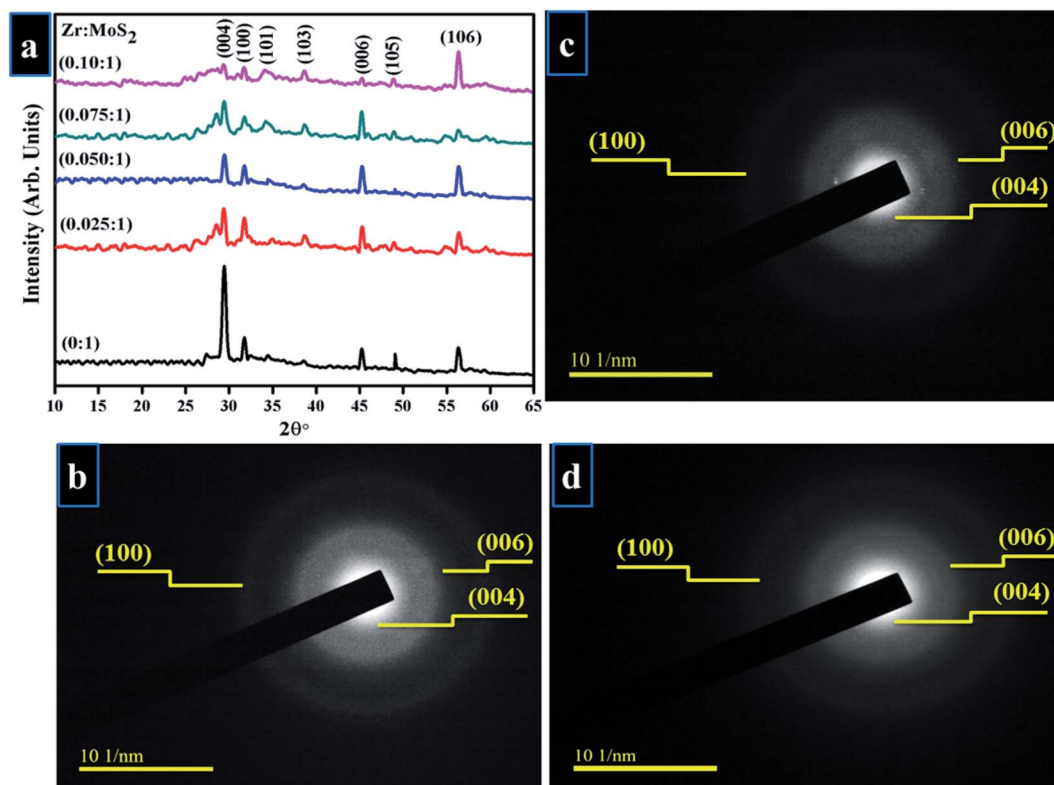 a
Zr:MoS₂
(0.10:1)
(0.075:1)
(0.050:1)
(0.025:1)
(0:1)
(004)
(100)
(101)
(103)
(006)
(105)
(106)
Intensity (Arb. Units)
10 15 20 25 30 35 40 45 50 55 60 65
2θ°
c
(100)
(006)
(004)
10 1/nm
b
(100)
(006)
(004)
10 1/nm
d
(100)
(006)
(004)
10 1/nm